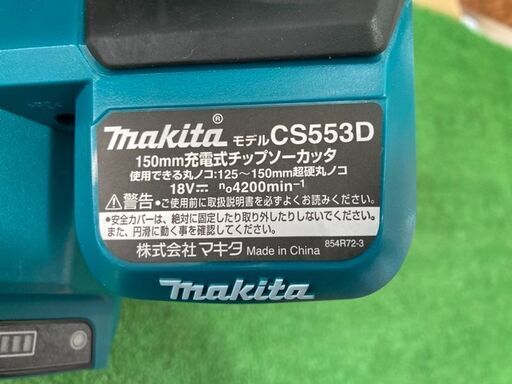 makita® モデル CS553D
150mm充電式チップソーカッタ
使用できる丸ノコ：125～150mm超硬丸ノコ
18V⎓ n₀4200min⁻¹
⚠警告 ●ご使用前に取扱説明書を必ずよくお読みください。
●安全カバーは、絶対に固定したり取り外したりしないでください。
また、円滑に動く事を確認してください。
株式会社 マキタ Made in China 854R72-3
makita